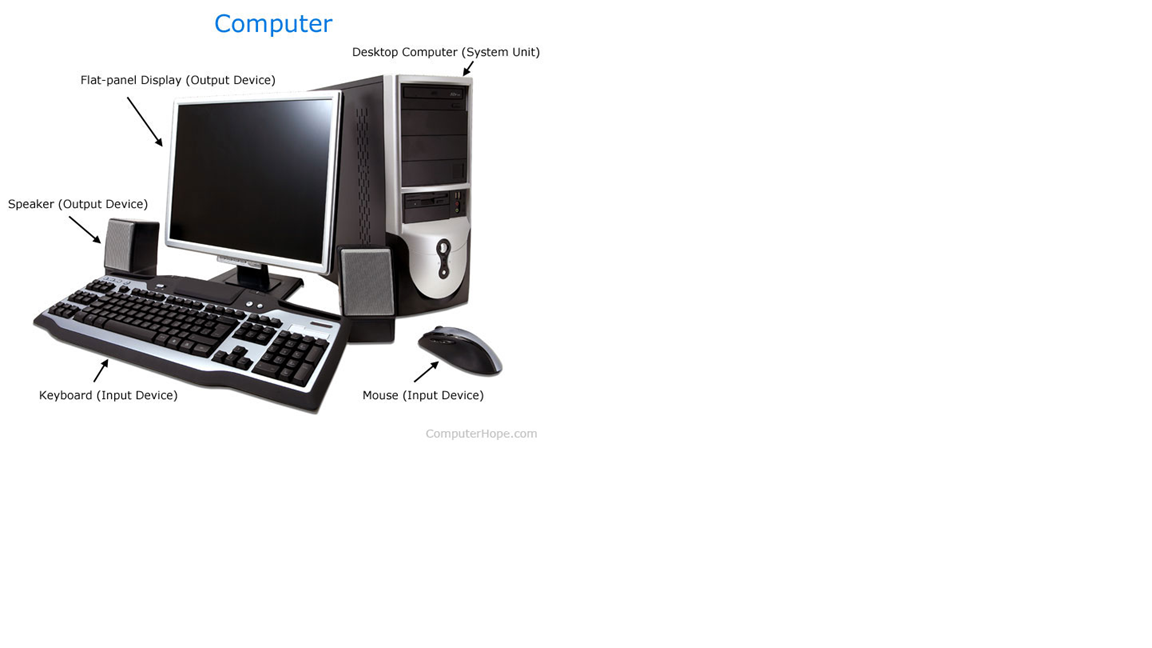 Computer
Desktop Computer (System Unit)
Flat-panel Display (Output Device)
Speaker (Output Device)
Keyboard (Input Device)
Mouse (Input Device)
ComputerHope.com